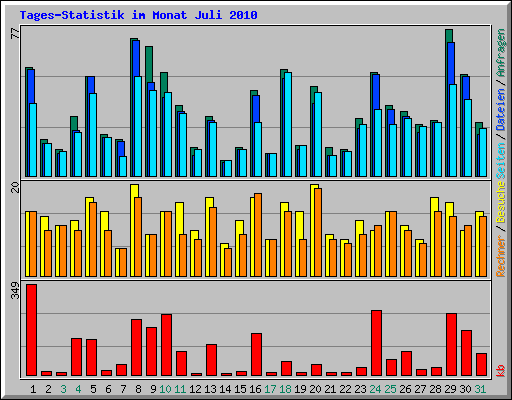 Tages-Statistik im Monat Juli 2010
77
20
349
Rechner / Besuche Seiten / Dateien / Anfragen
kb
1 2 3 4 5 6 7 8 9 10 11 12 13 14 15 16 17 18 19 20 21 22 23 24 25 26 27 28 29 30 31